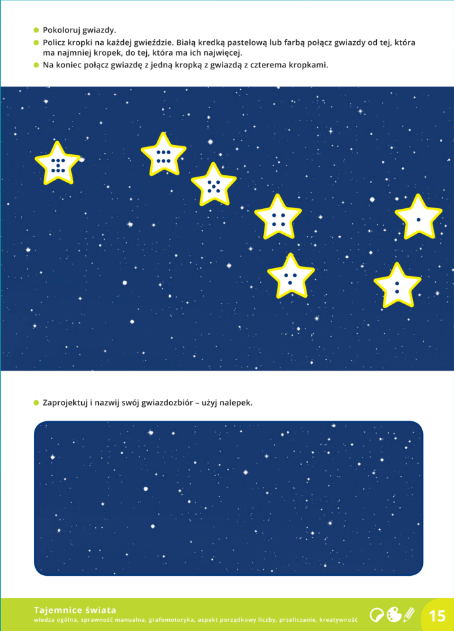 Pokoloruj gwiazdy.
Policz kropki na każdej gwieździe. Białą kredką pastelową lub farbą połącz gwiazdy od tej, która
ma najmniej kropek, do tej, która ma ich najwięcej.
Na koniec połącz gwiazdę z jedną kropką z gwiazdą z czterema kropkami.
Zaprojektuj i nazwij swój gwiazdozbiór – użyj nalepek.
Tajemnice świata
wiedza ogólna, sprawność manualna, grafomotoryka, aspekt porządkowy liczby, przeliczanie, kreatywność
15